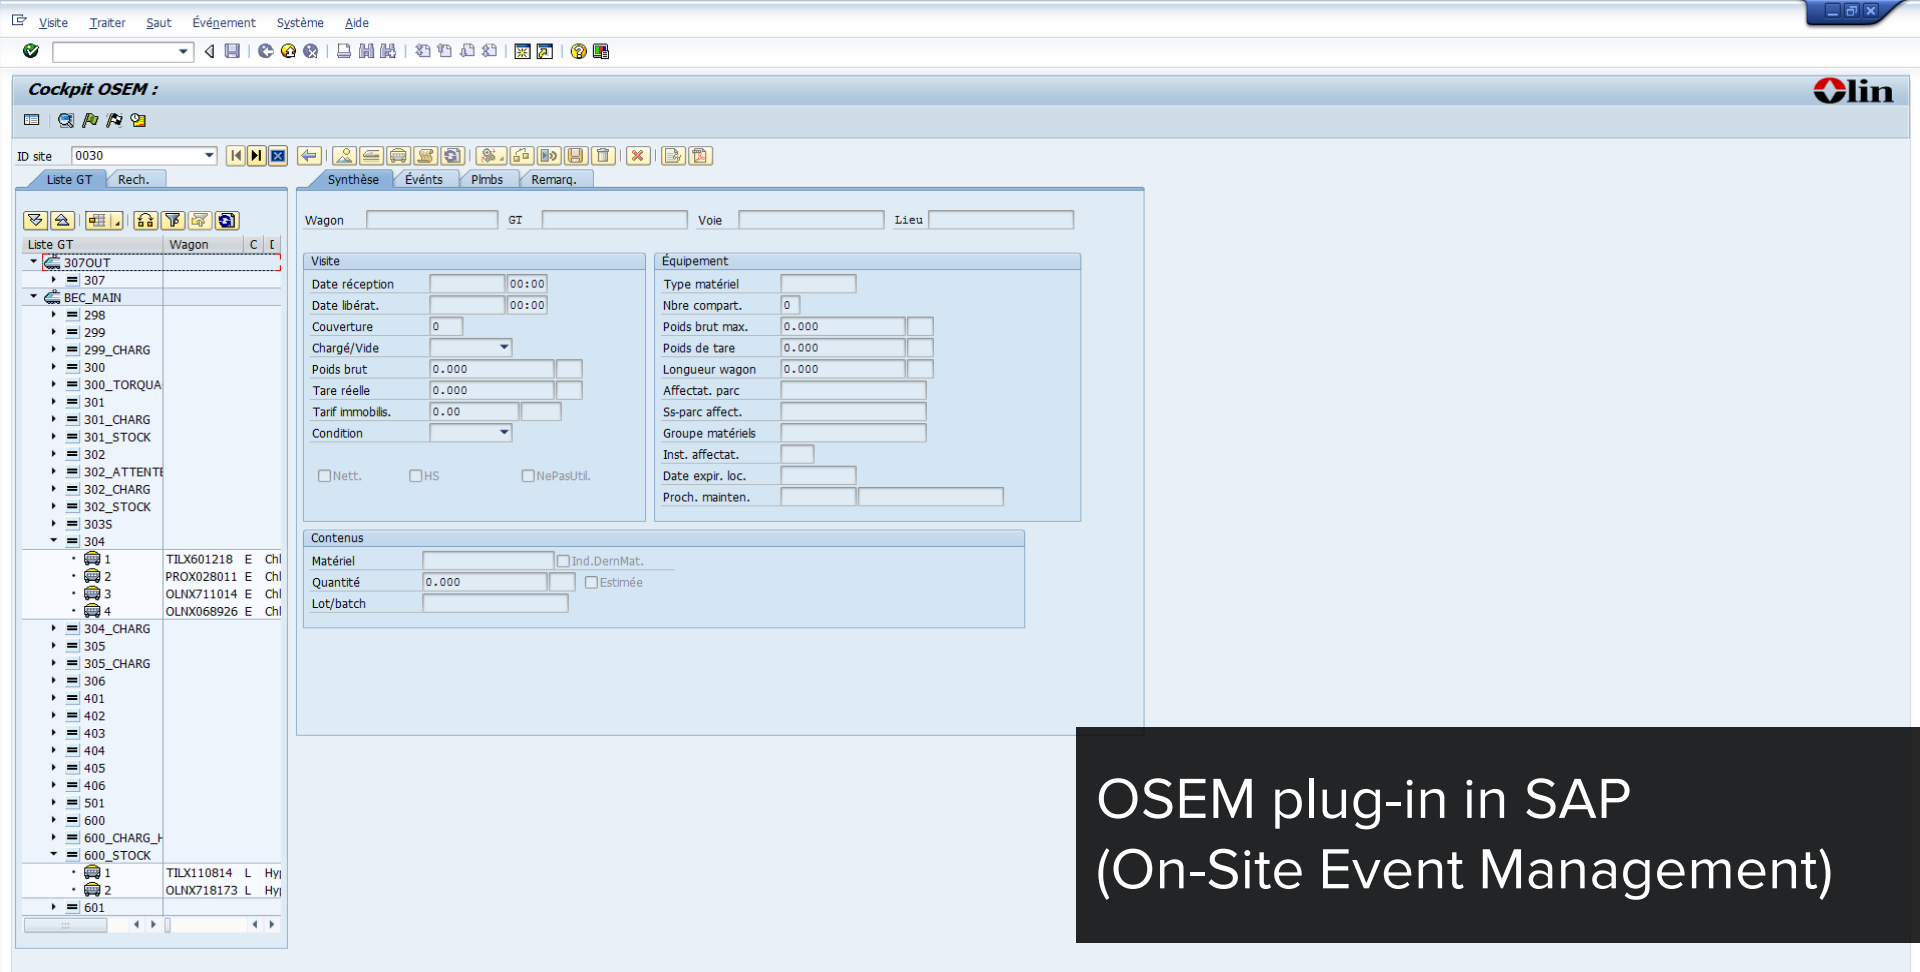 Visite Traiter Saut Événement Système Aide
Cockpit OSEM :
Olin
ID site 0030
Liste GT Rech.
Synthèse Événts Plmbs Remarq.
Wagon GT Voie Lieu
Liste GT Wagon C
307OUT
307
BEC_MAIN
298
299
299_CHARG
300
300_TORQUA
301
301_CHARG
301_STOCK
302
302_ATTENTE
302_CHARG
302_STOCK
303S
304
1 TILX601218 E Chl
2 PROX028011 E Chl
3 OLNX711014 E Chl
4 OLNX068926 E Chl
304_CHARG
305
305_CHARG
306
401
402
403
404
405
406
501
600
600_CHARG_H
600_STOCK
1 TILX110814 L Hy
2 OLNX718173 L Hy
601
Visite
Date réception 00:00
Date libérat. 00:00
Couverture 0
Chargé/Vide
Poids brut 0.000
Tare réelle 0.000
Tarif immobilis. 0.00
Condition
Nett. HS NePasUtil.
Équipement
Type matériel
Nbre compart. 0
Poids brut max. 0.000
Poids de tare 0.000
Longueur wagon 0.000
Affectat. parc
Ss-parc affect.
Groupe matériels
Inst. affectat.
Date expir. loc.
Proch. mainten.
Contenus
Matériel Ind.DernMat.
Quantité 0.000 Estimée
Lot/batch
OSEM plug-in in SAP
(On-Site Event Management)